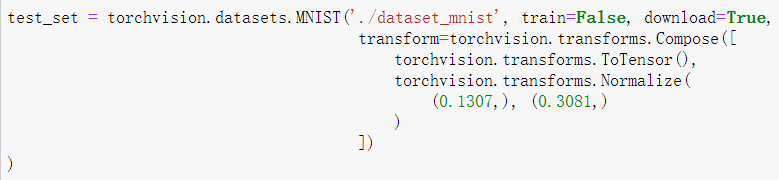 test_set = torchvision.datasets.MNIST('./dataset_mnist', train=False, download=True,
transform=torchvision.transforms.Compose([
torchvision.transforms.ToTensor(),
torchvision.transforms.Normalize(
(0.1307,), (0.3081,)
)
])
)